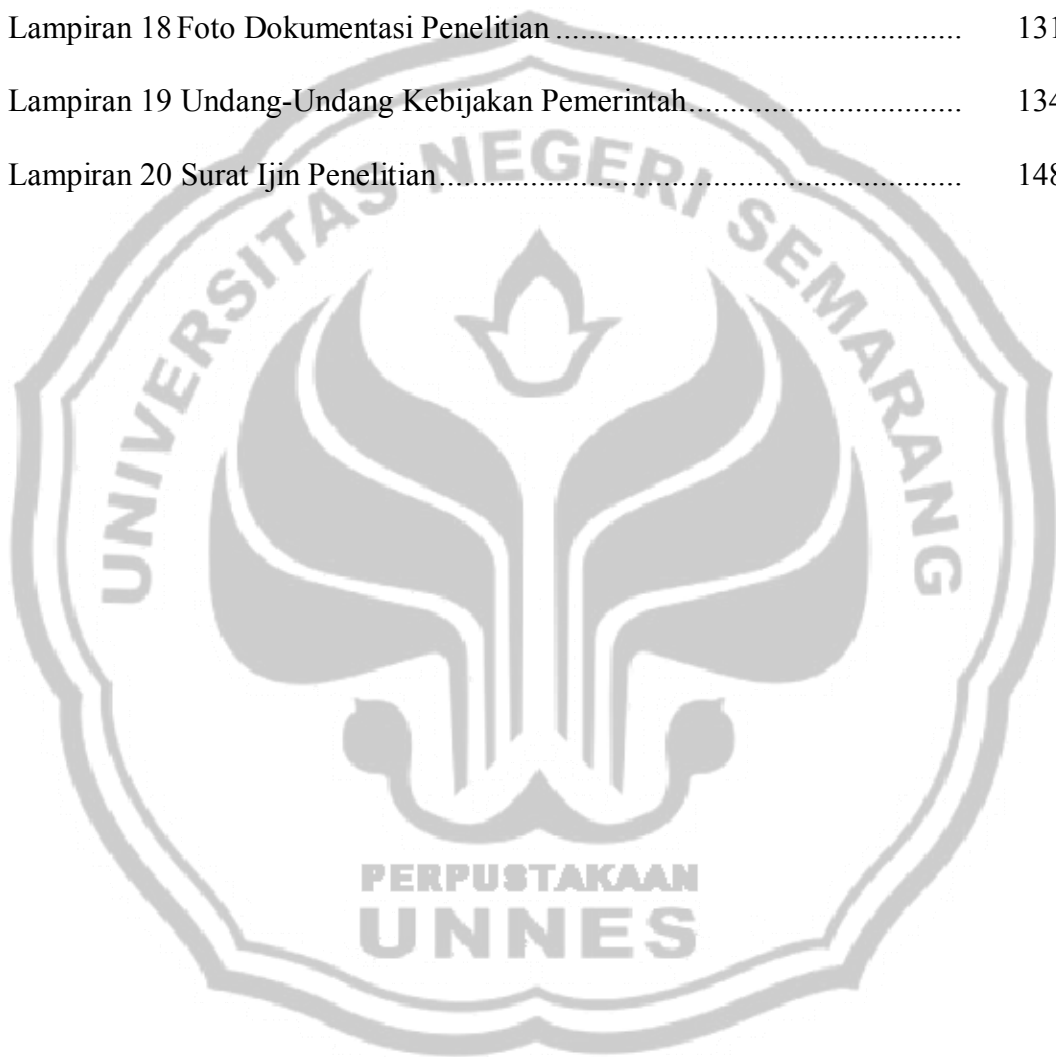 Lampiran 18 Foto Dokumentasi Penelitian .................................................. 131
Lampiran 19 Undang-Undang Kebijakan Pemerintah .................................. 134
Lampiran 20 Surat Ijin Penelitian ................................................................ 148
UNIVERSITAS NEGERI SEMARANG
PERPUSTAKAAN
UNNES